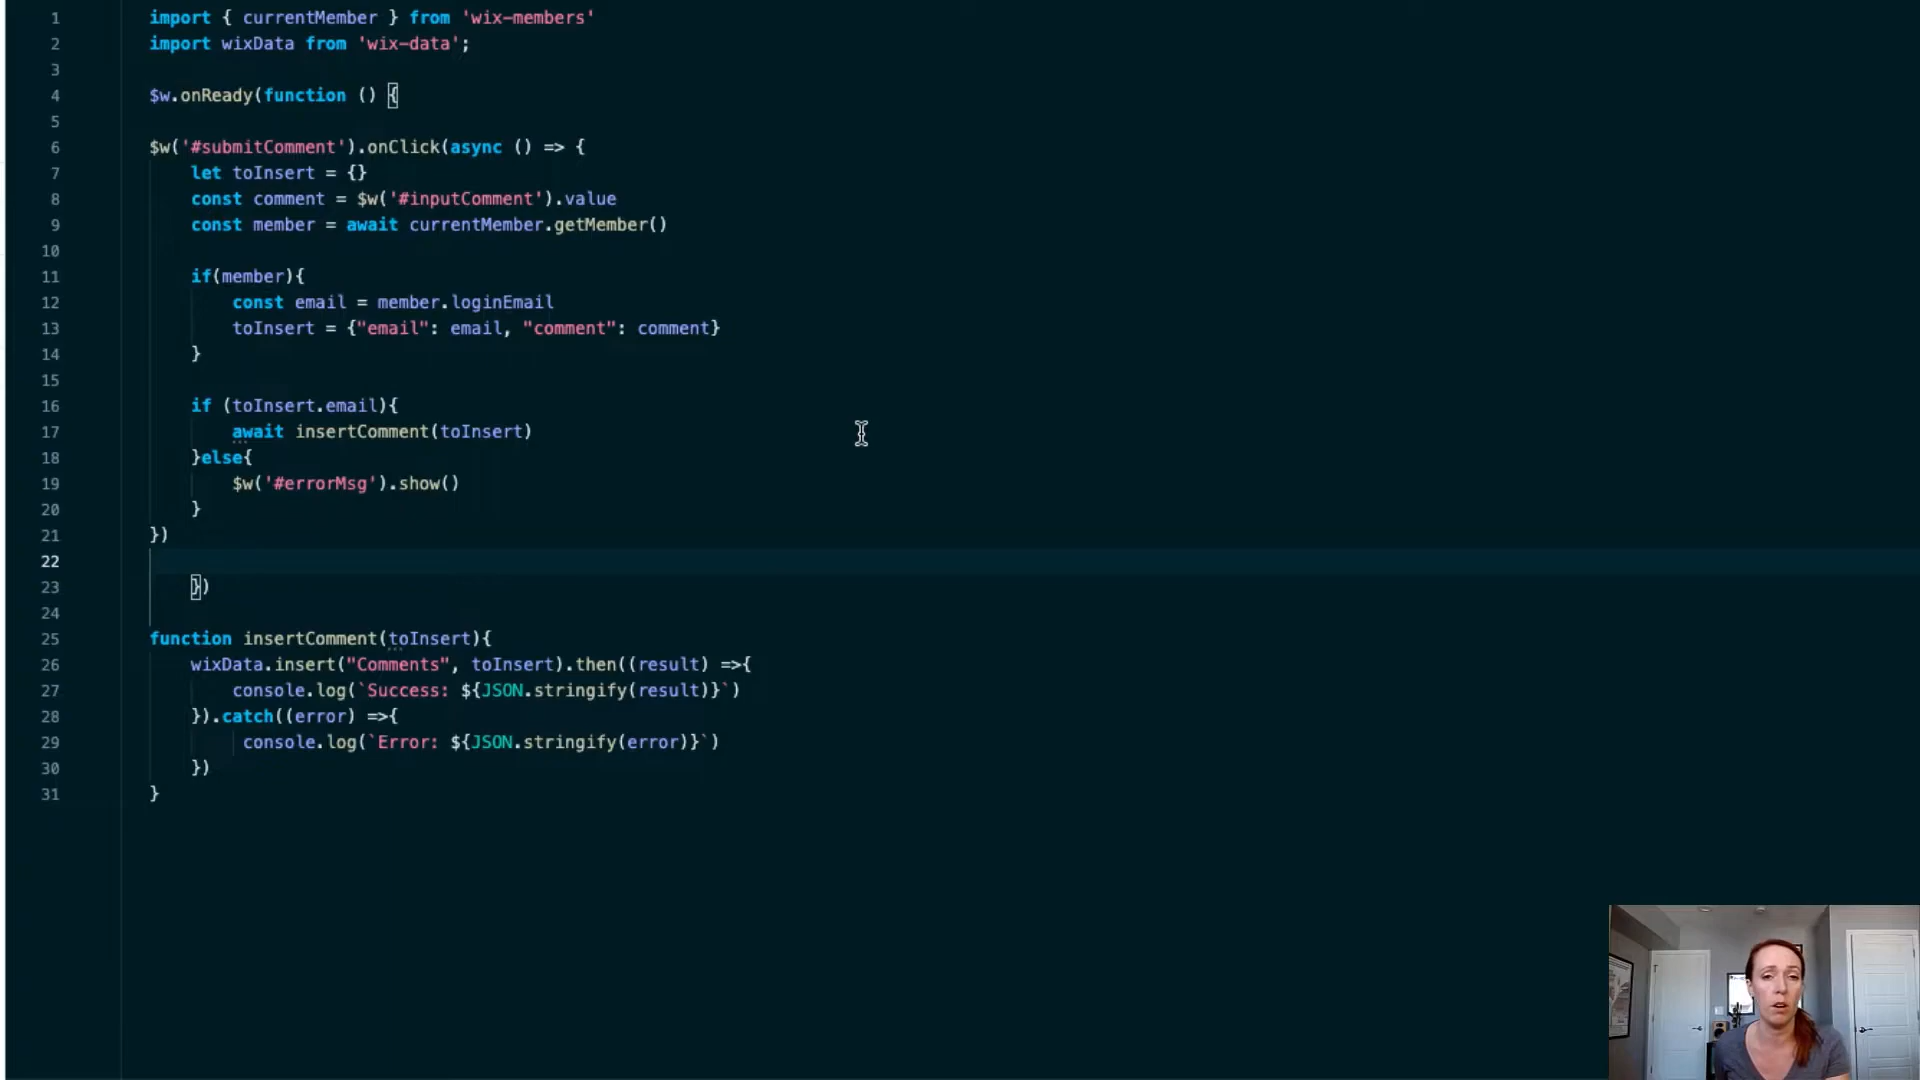 1 import { currentMember } from 'wix-members'
2 import wixData from 'wix-data';
3
4 $w.onReady(function () {
5
6 $w('#submitComment').onClick(async () => {
7 let toInsert = {}
8 const comment = $w('#inputComment').value
9 const member = await currentMember.getMember()
10
11 if(member){
12 const email = member.loginEmail
13 toInsert = {"email": email, "comment": comment}
14 }
15
16 if (toInsert.email){
17 await insertComment(toInsert)
18 }else{
19 $w('#errorMsg').show()
20 }
21 })
22
23 })
24
25 function insertComment(toInsert){
26 wixData.insert("Comments", toInsert).then((result) =>{
27 console.log(`Success: ${JSON.stringify(result)}`)
28 }).catch((error) =>{
29 console.log(`Error: ${JSON.stringify(error)}`)
30 })
31 }